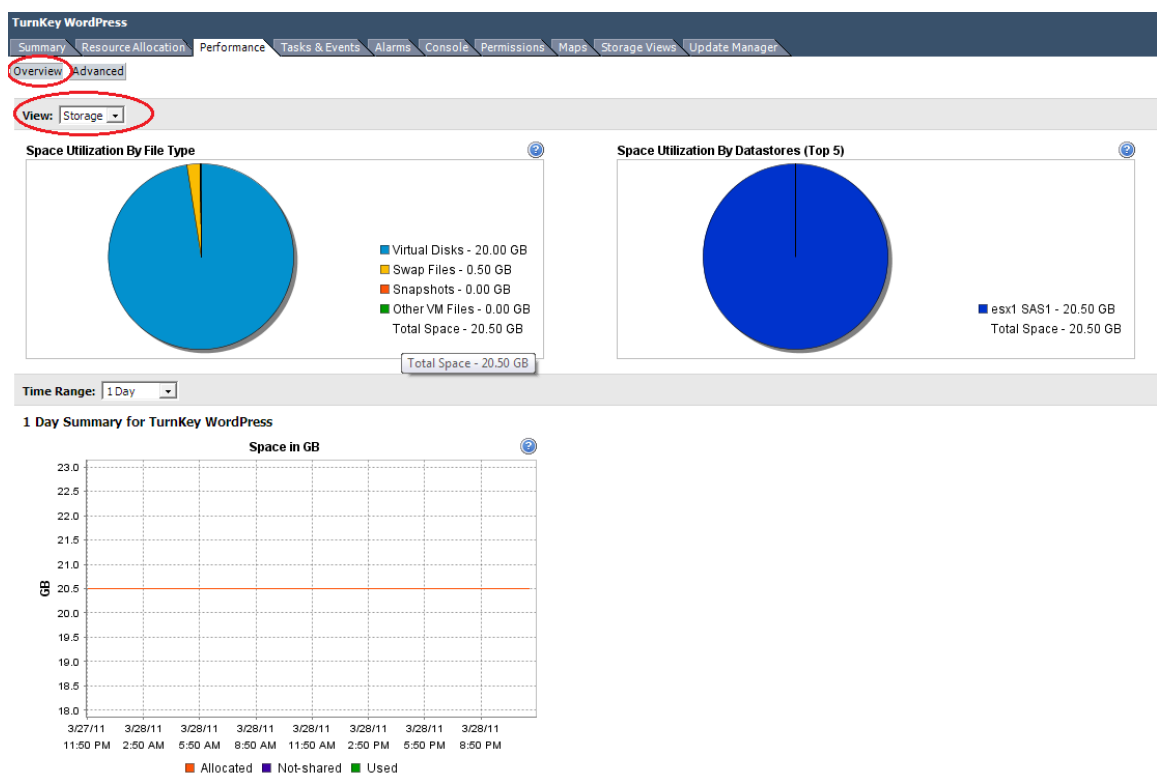 TurnKey WordPress
Summary Resource Allocation Performance Tasks & Events Alarms Console Permissions Maps Storage Views Update Manager
Overview Advanced
View: Storage
Space Utilization By File Type
Virtual Disks - 20.00 GB
Swap Files - 0.50 GB
Snapshots - 0.00 GB
Other VM Files - 0.00 GB
Total Space - 20.50 GB
Total Space - 20.50 GB
Space Utilization By Datastores (Top 5)
esx1 SAS1 - 20.50 GB
Total Space - 20.50 GB
Time Range: 1 Day
1 Day Summary for TurnKey WordPress
Space in GB
23.0
22.5
22.0
21.5
21.0
GB
20.5
20.0
19.5
19.0
18.5
18.0
3/27/11 3/28/11 3/28/11 3/28/11 3/28/11 3/28/11 3/28/11 3/28/11
11:50 PM 2:50 AM 5:50 AM 8:50 AM 11:50 AM 2:50 PM 5:50 PM 8:50 PM
Allocated Not-shared Used